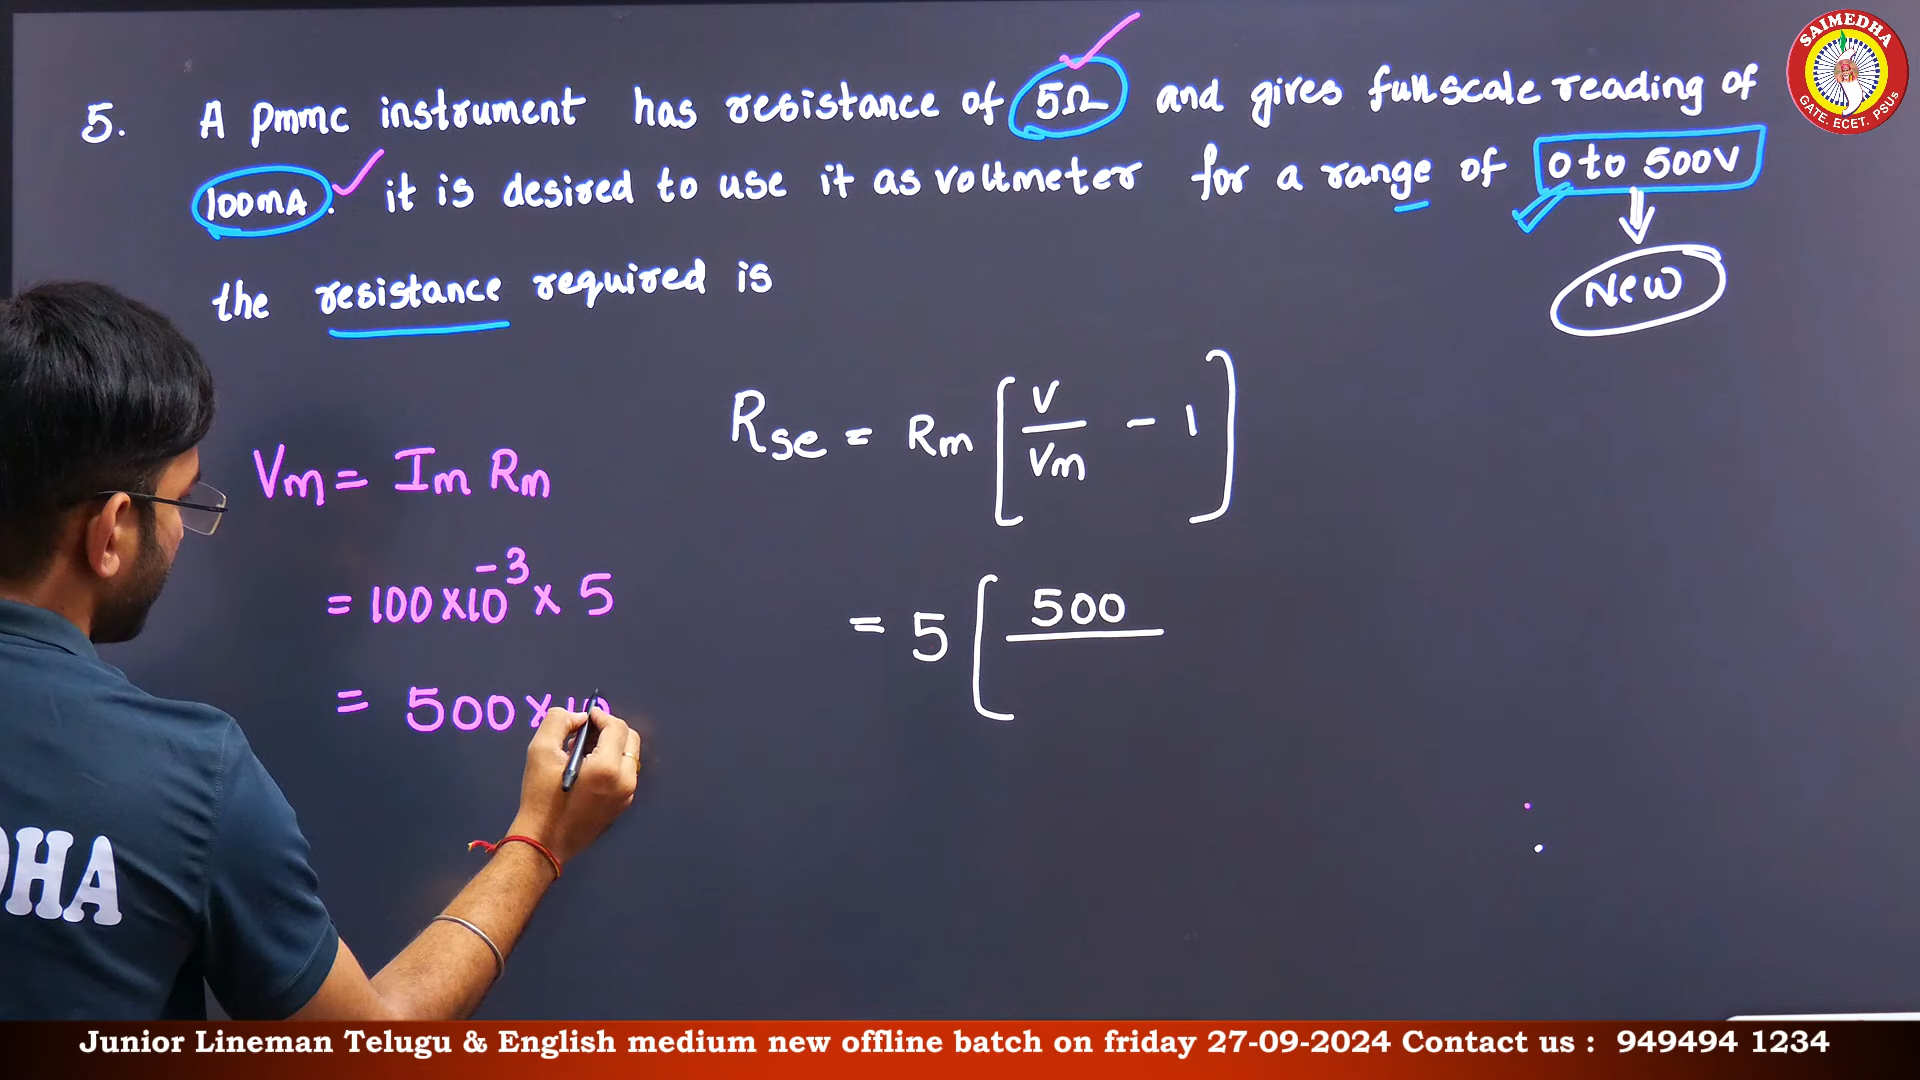 SAIMEDHA
GATE. ECET. PSUs
5. A pmmc instrument has resistance of 5Ω and gives fullscale reading of
100mA. it is desired to use it as voltmeter for a range of 0 to 500V
New
the resistance required is
Rse = Rm [V/Vm - 1]
Vm = Im Rm
= 100×10⁻³ × 5
= 5 [500
= 500×10
DHA
Junior Lineman Telugu & English medium new offline batch on friday 27-09-2024 Contact us : 949494 1234